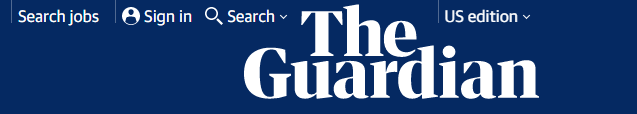 Search jobs
Sign in
Search
US edition
The
Guardian